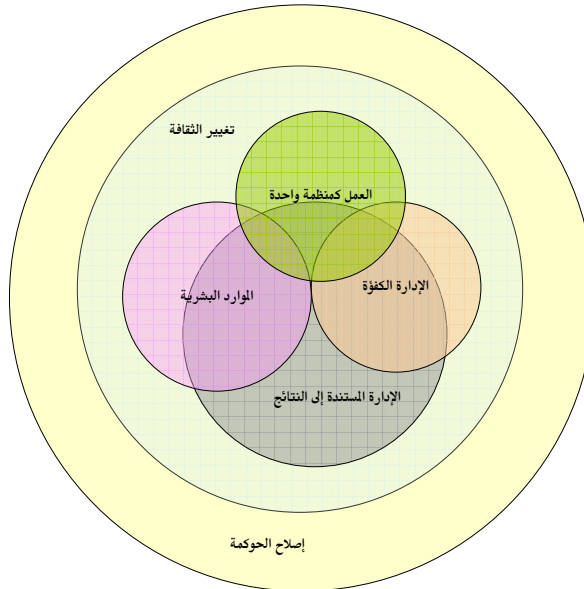 تغيير الثقافة
العمل كمنظمة واحدة
الإدارة الكفؤة
الموارد البشرية
الإدارة المستندة إلى النتائج
إصلاح الحوكمة